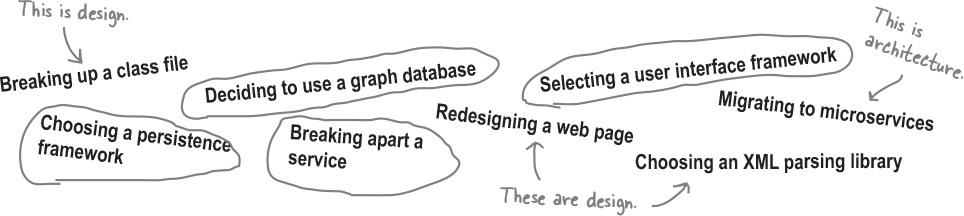 This is design.
This is
architecture.
Breaking up a class file
Deciding to use a graph database
Selecting a user interface framework
Migrating to microservices
Choosing a persistence
framework
Breaking apart a
service
Redesigning a web page
Choosing an XML parsing library
These are design.